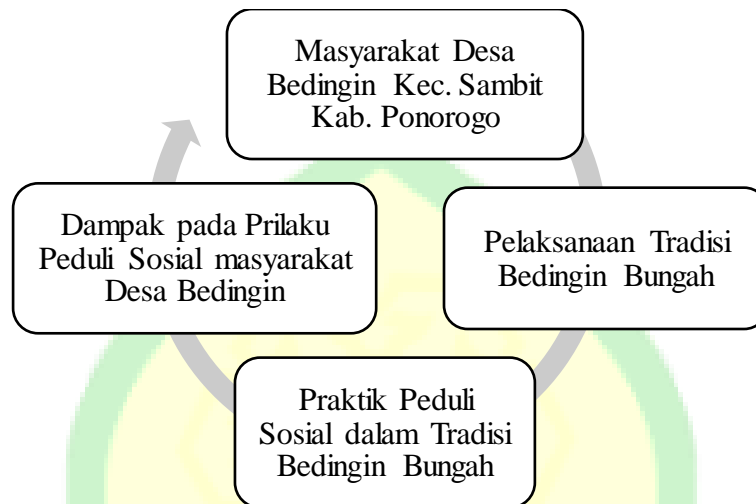 Masyarakat Desa
Bedingin Kec. Sambit
Kab. Ponorogo
Pelaksanaan Tradisi
Bedingin Bungah
Praktik Peduli
Sosial dalam Tradisi
Bedingin Bungah
Dampak pada Prilaku
Peduli Sosial masyarakat
Desa Bedingin